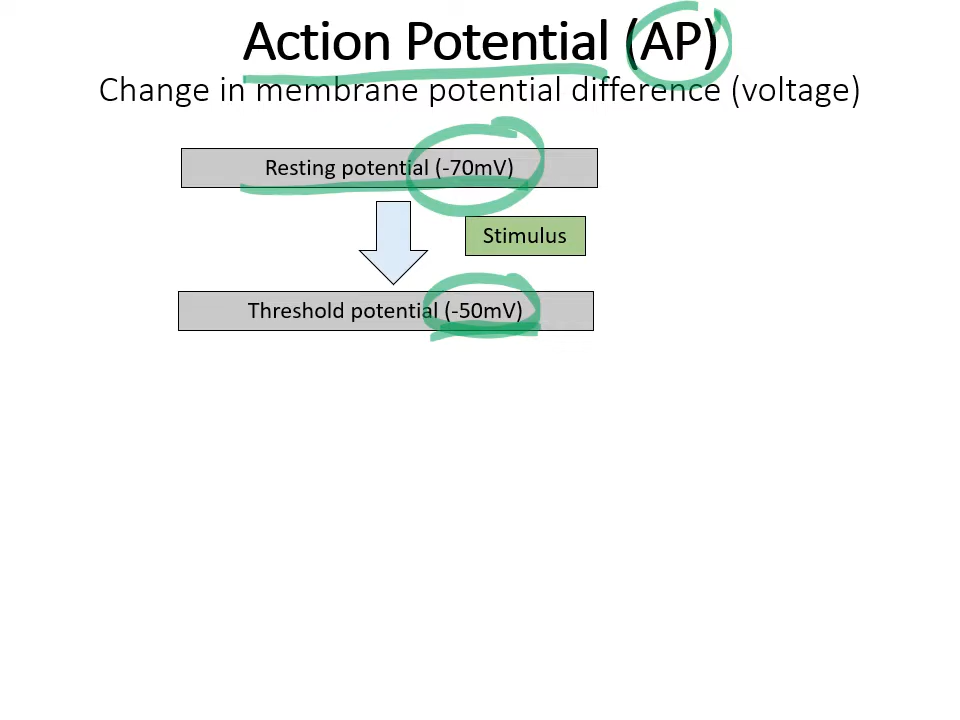 Action Potential (AP)
Change in membrane potential difference (voltage)
Resting potential (-70mV)
Stimulus
Threshold potential (-50mV)